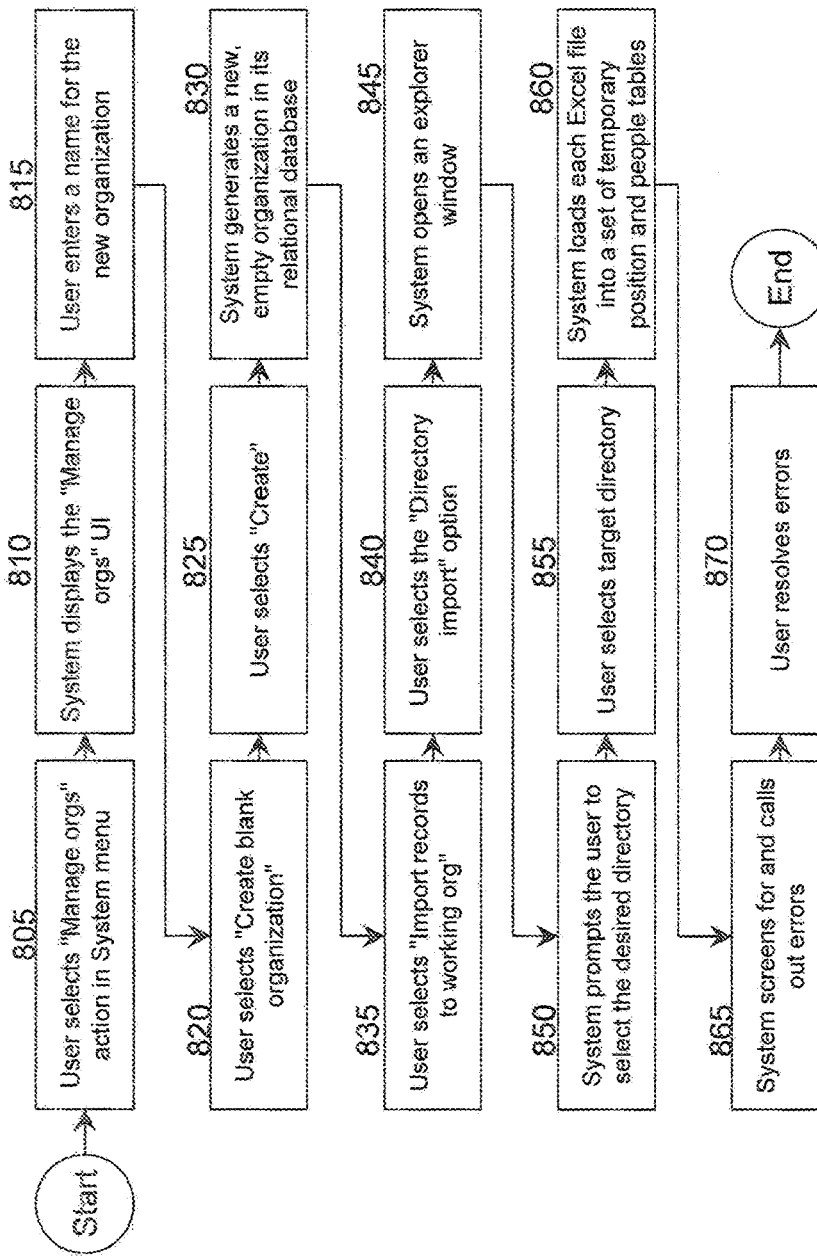 Start
805
User selects "Manage orgs"
action in System menu
810
System displays the "Manage
orgs" UI
815
User enters a name for the
new organization
820
User selects "Create blank
organization"
825
User selects "Create"
830
System generates a new,
empty organization in its
relational database
835
User selects "Import records
to working org"
840
User selects the "Directory
import" option
845
System opens an explorer
window
850
System prompts the user to
select the desired directory
855
User selects target directory
860
System loads each Excel file
into a set of temporary
position and people tables
865
System screens for and calls
out errors
870
User resolves errors
End